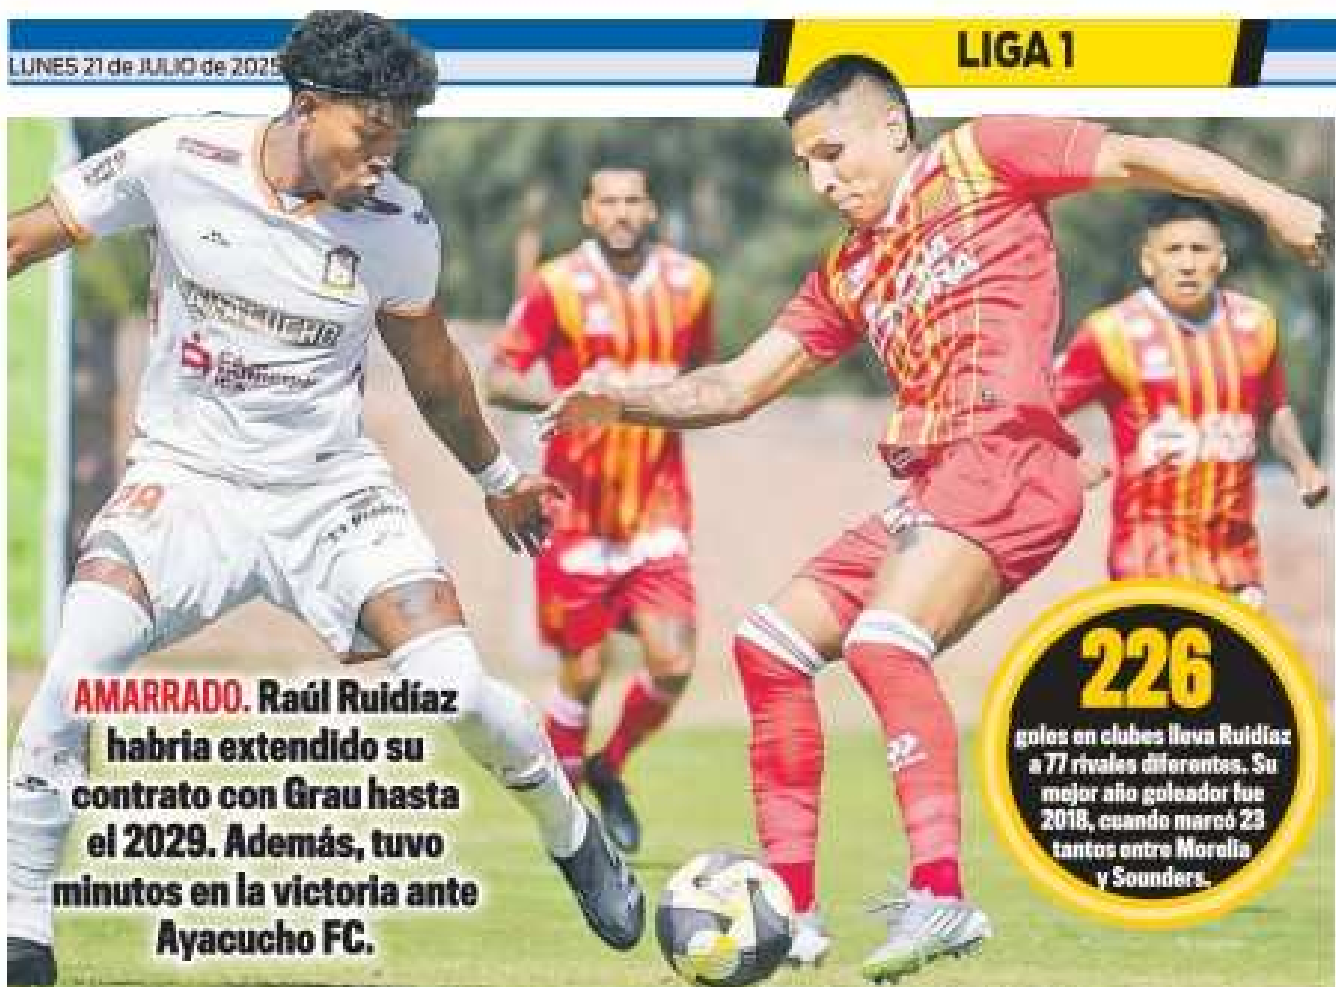 LUNES 21 de JULIO de 2025
LIGA 1
29
AMARRADO. Raúl Ruidíaz
habría extendido su
contrato con Grau hasta
el 2029. Además, tuvo
minutos en la victoria ante
Ayacucho FC.
226
goles en clubes lleva Ruidíaz
a 77 rivales diferentes. Su
mejor año goleador fue
2018, cuando marcó 23
tantos entre Morelia
y Sounders.